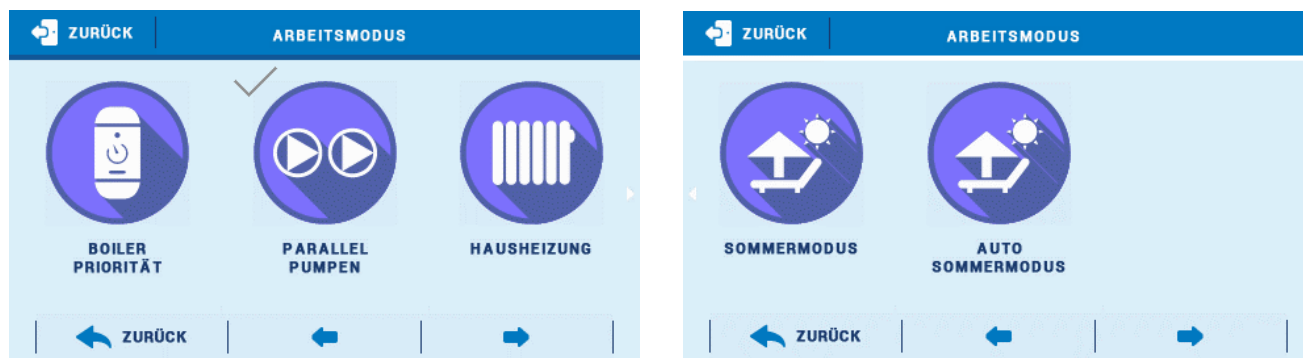 ZURÜCK
ARBEITSMODUS
BOILER
PRIORITÄT
PARALLEL
PUMPEN
HAUSHEIZUNG
ZURÜCK
ZURÜCK
ARBEITSMODUS
SOMMERMODUS
AUTO
SOMMERMODUS
ZURÜCK